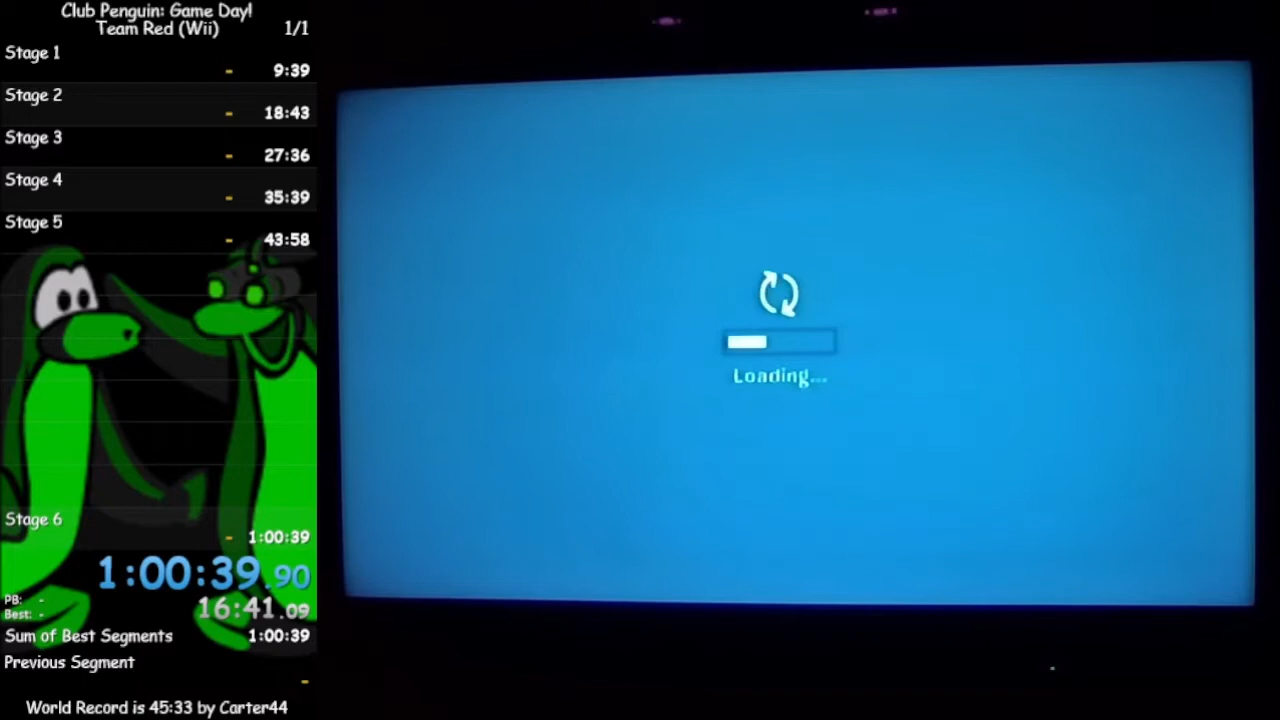 Club Penguin: Game Day!
Team Red (Wii) 1/1
Stage 1
- 9:39
Stage 2
- 18:43
Stage 3
- 27:36
Stage 4
- 35:39
Stage 5
- 43:58
Loading...
Stage 6
- 1:00:39
1:00:39.90
PB: -
Best: -
16:41.09
Sum of Best Segments 1:00:39
Previous Segment
-
World Record is 45:33 by Carter44